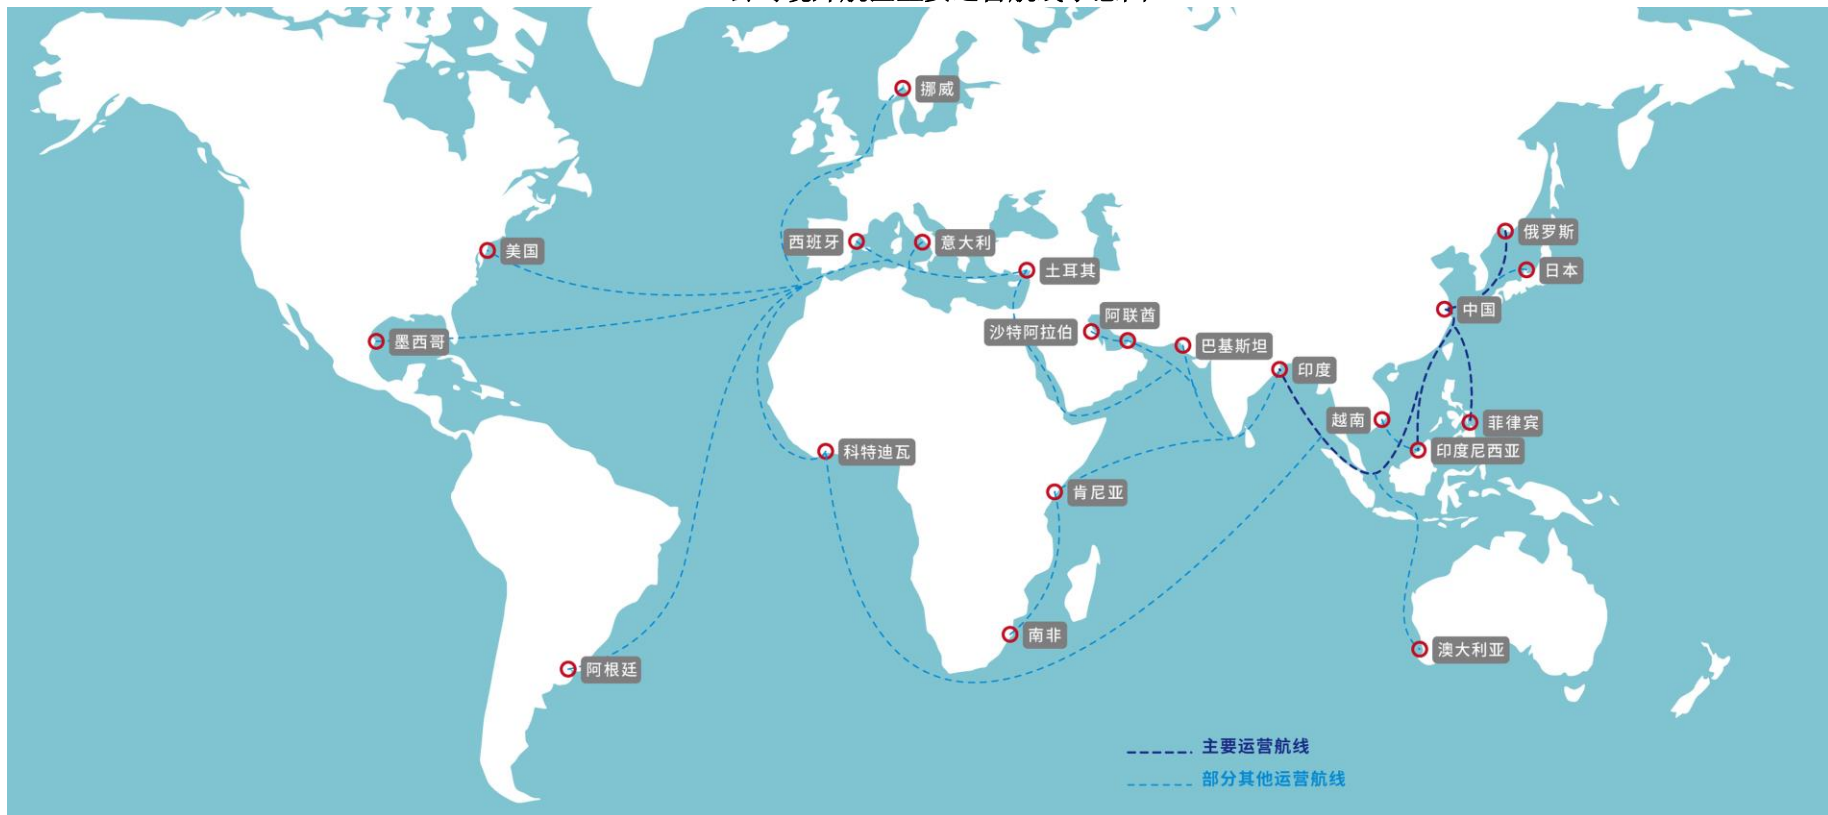 挪威
俄罗斯
西班牙
意大利
美国
土耳其
日本
中国
阿联酋
沙特阿拉伯
墨西哥
巴基斯坦
印度
越南
菲律宾
科特迪瓦
印度尼西亚
肯尼亚
南非
澳大利亚
阿根廷
主要运营航线
部分其他运营航线